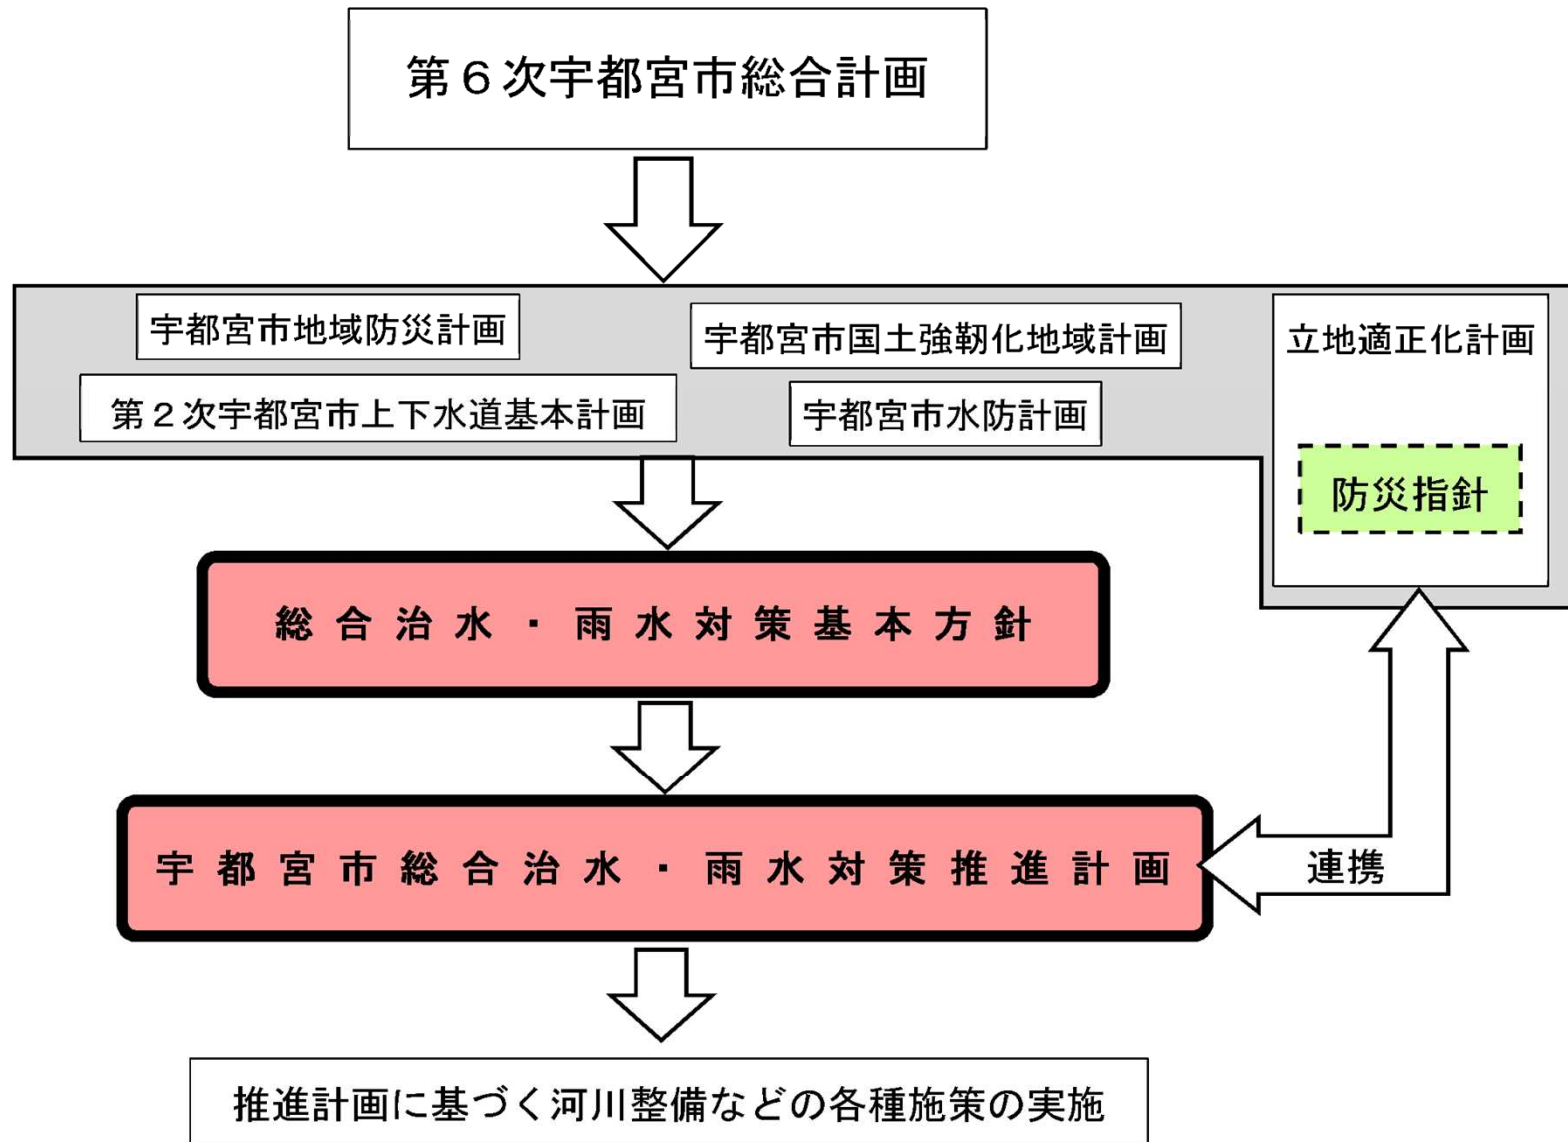 第６次宇都宮市総合計画
宇都宮市地域防災計画
宇都宮市国土強靭化地域計画
立地適正化計画
第２次宇都宮市上下水道基本計画
宇都宮市水防計画
防災指針
総合治水・雨水対策基本方針
宇都宮市総合治水・雨水対策推進計画
連携
推進計画に基づく河川整備などの各種施策の実施